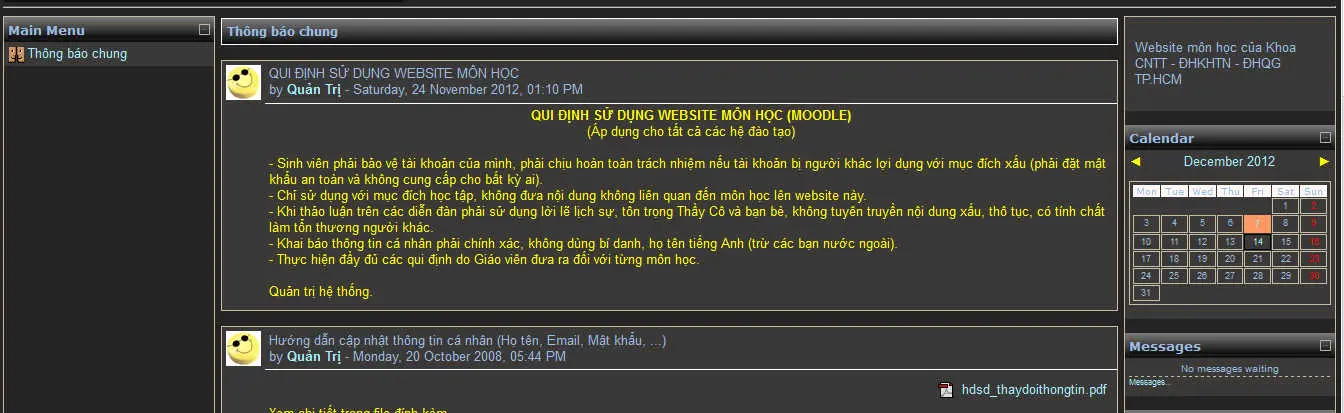 Main Menu
Thông báo chung
Thông báo chung
QUI ĐỊNH SỬ DỤNG WEBSITE MÔN HỌC
by Quản Trị - Saturday, 24 November 2012, 01:10 PM
QUI ĐỊNH SỬ DỤNG WEBSITE MÔN HỌC (MOODLE)
(Áp dụng cho tất cả các hệ đào tạo)
- Sinh viên phải bảo vệ tài khoản của mình, phải chịu hoàn toàn trách nhiệm nếu tài khoản bị người khác lợi dụng với mục đích xấu (phải đặt mật
khẩu an toàn và không cung cấp cho bất kỳ ai).
- Chỉ sử dụng với mục đích học tập, không đưa nội dung không liên quan đến môn học lên website này.
- Khi thảo luận trên các diễn đàn phải sử dụng lời lẽ lịch sự, tôn trọng Thầy Cô và bạn bè, không tuyên truyền nội dung xấu, thô tục, có tính chất
làm tổn thương người khác.
- Khai báo thông tin cá nhân phải chính xác, không dùng bí danh, họ tên tiếng Anh (trừ các bạn nước ngoài).
- Thực hiện đầy đủ các qui định do Giáo viên đưa ra đối với từng môn học.
Quản trị hệ thống.
Hướng dẫn cập nhật thông tin cá nhân (Họ tên, Email, Mật khẩu, ...)
by Quản Trị - Monday, 20 October 2008, 05:44 PM
hdsd_thaydoithongtin.pdf
Xem chi tiết trong file đính kèm
Website môn học của Khoa
CNTT - ĐHKHTN - ĐHQG
TP.HCM
Calendar
December 2012
Mon Tue Wed Thu Fri Sat Sun
1 2
3 4 5 6 7 8 9
10 11 12 13 14 15 16
17 18 19 20 21 22 23
24 25 26 27 28 29 30
31
Messages
No messages waiting
Messages...